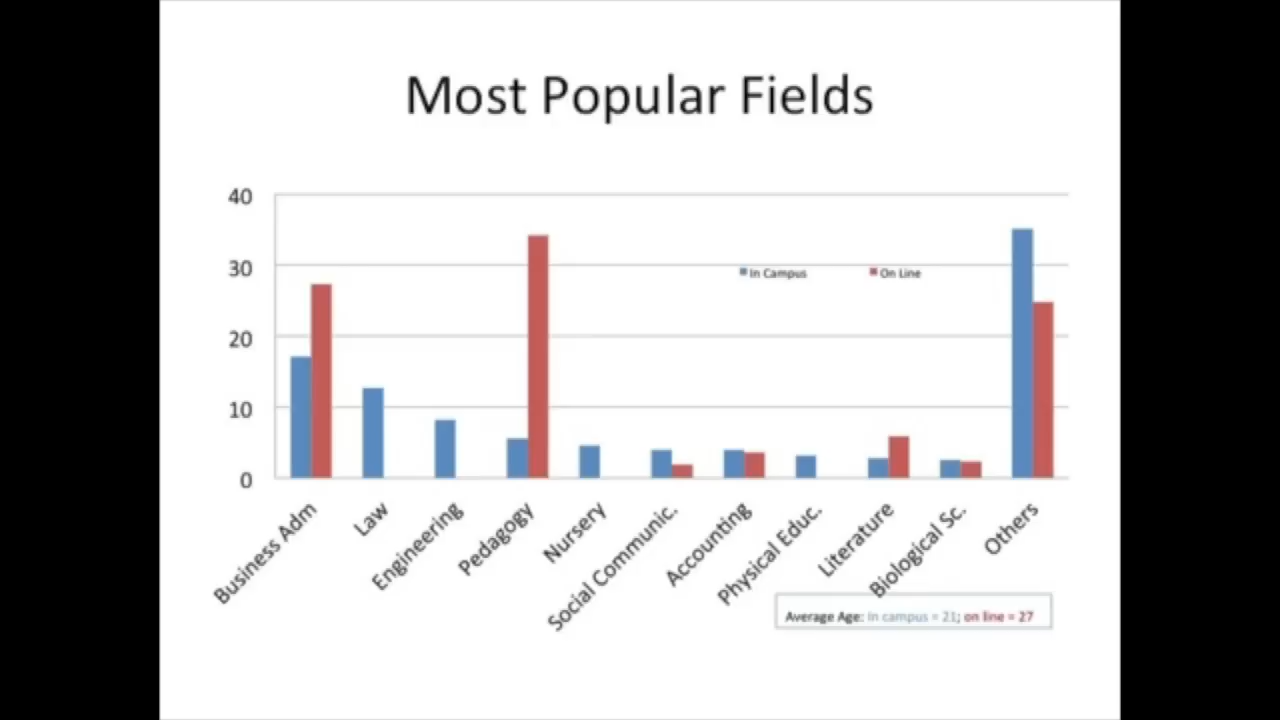 Most Popular Fields
40
30
20
10
0
In Campus
On Line
Business Adm
Law
Engineering
Pedagogy
Nursery
Social Communic.
Accounting
Physical Educ.
Literature
Biological Sc.
Others
Average Age: In campus = 21; on line = 27